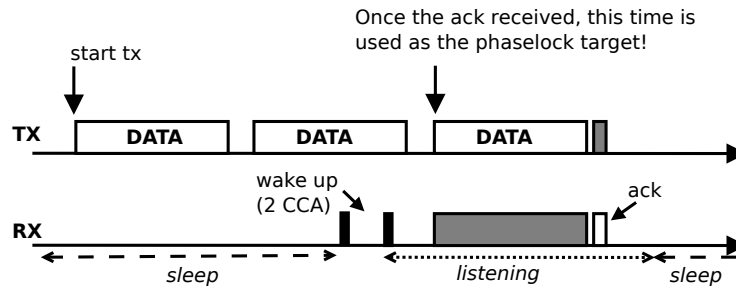 Once the ack received, this time is
used as the phaselock target!
start tx
TX
DATA
DATA
DATA
wake up
(2 CCA)
ack
RX
sleep
listening
sleep